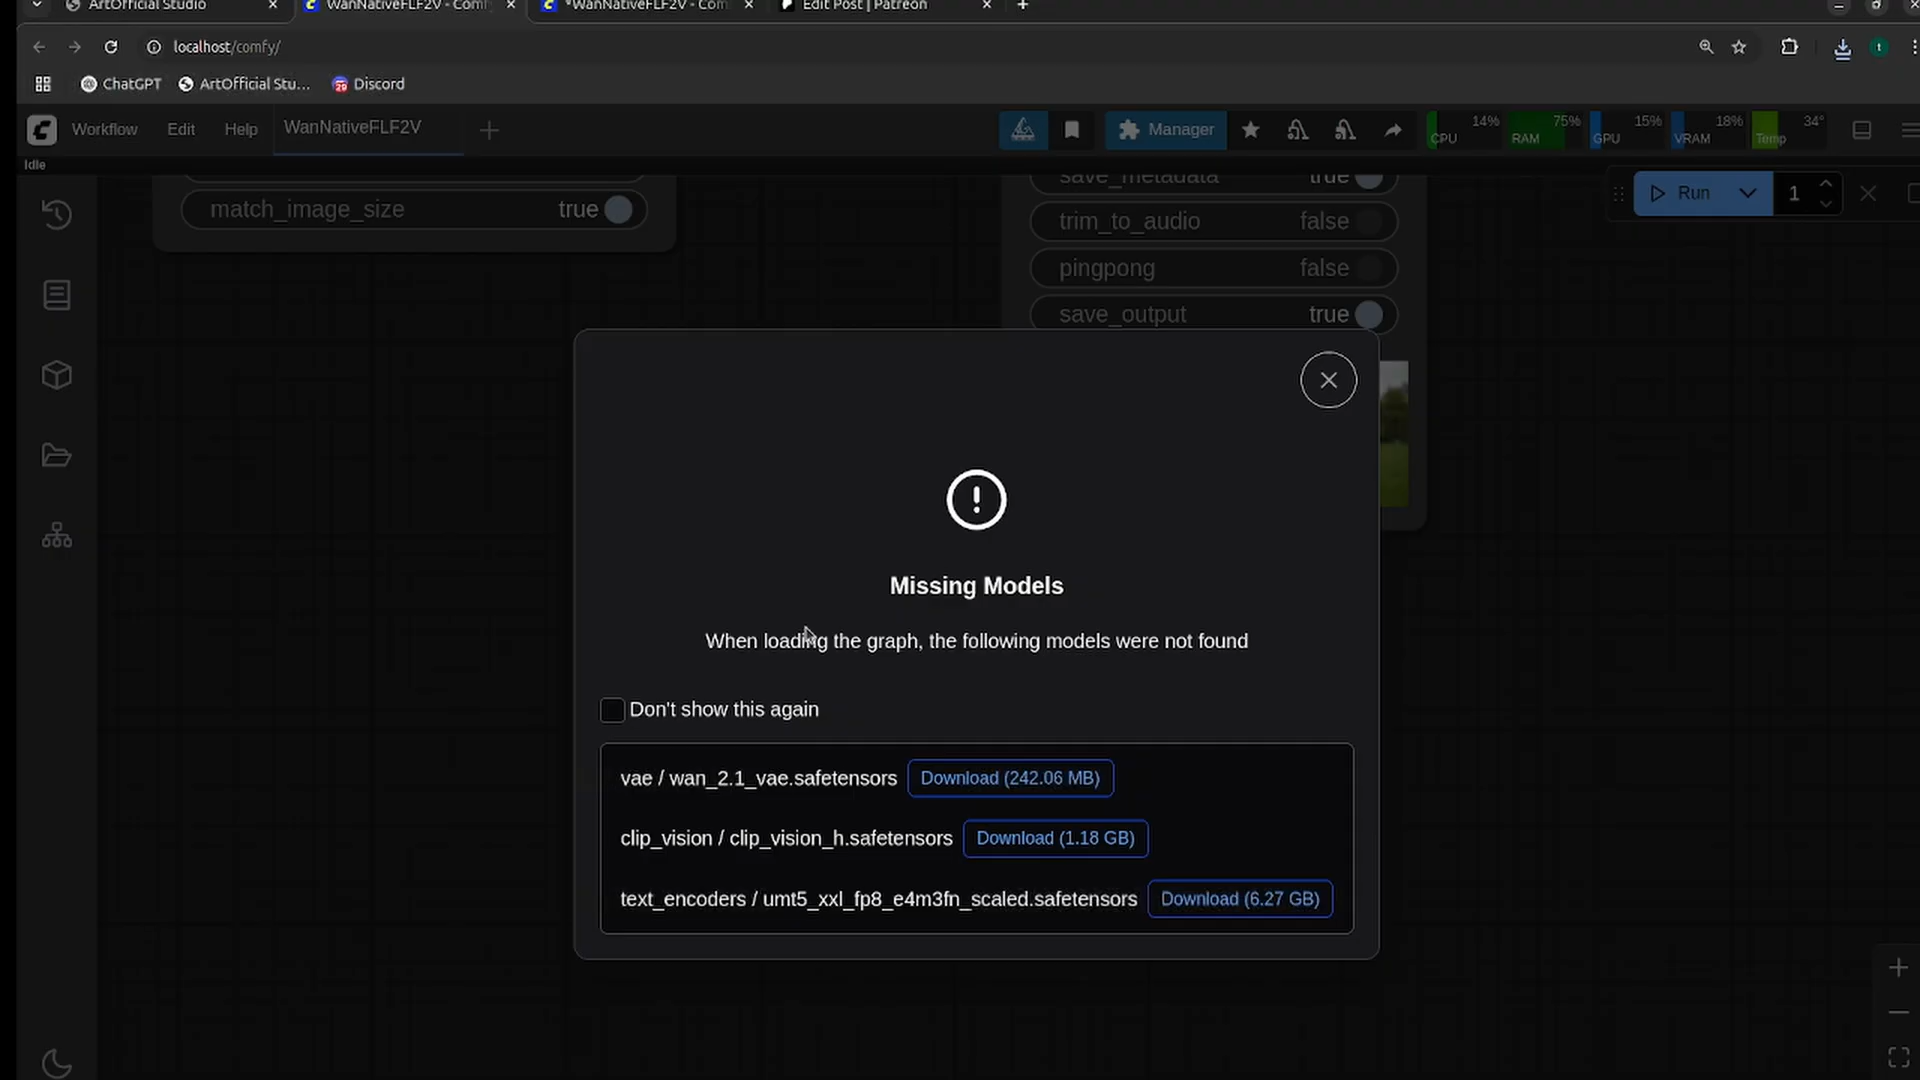 ArtOfficial Studio
WanNativeFLF2V - Comf
*WanNativeFLF2V - Com
Edit Post | Patreon
localhost/comfy/
t
ChatGPT
ArtOfficial Stu...
29
Discord
Workflow
Edit
Help
WanNativeFLF2V
Manager
CPU 14%
RAM 75%
GPU 15%
VRAM 18%
Temp 34°
Idle
match_image_size true
save_metadata true
trim_to_audio false
pingpong false
save_output true
Run
1
Missing Models
When loading the graph, the following models were not found
Don't show this again
vae / wan_2.1_vae.safetensors Download (242.06 MB)
clip_vision / clip_vision_h.safetensors Download (1.18 GB)
text_encoders / umt5_xxl_fp8_e4m3fn_scaled.safetensors Download (6.27 GB)